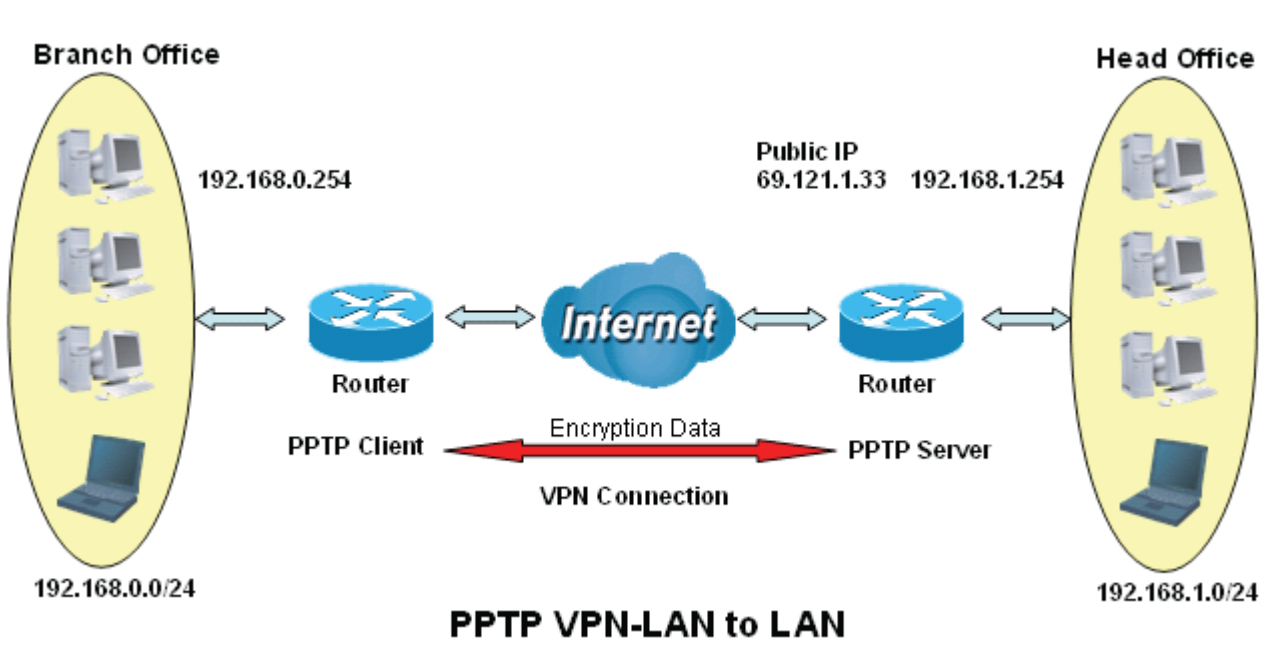 Branch Office
Head Office
192.168.0.254
Public IP
69.121.1.33 192.168.1.254
Internet
Router
Router
PPTP Client
Encryption Data
PPTP Server
VPN Connection
192.168.0.0/24
192.168.1.0/24
PPTP VPN-LAN to LAN